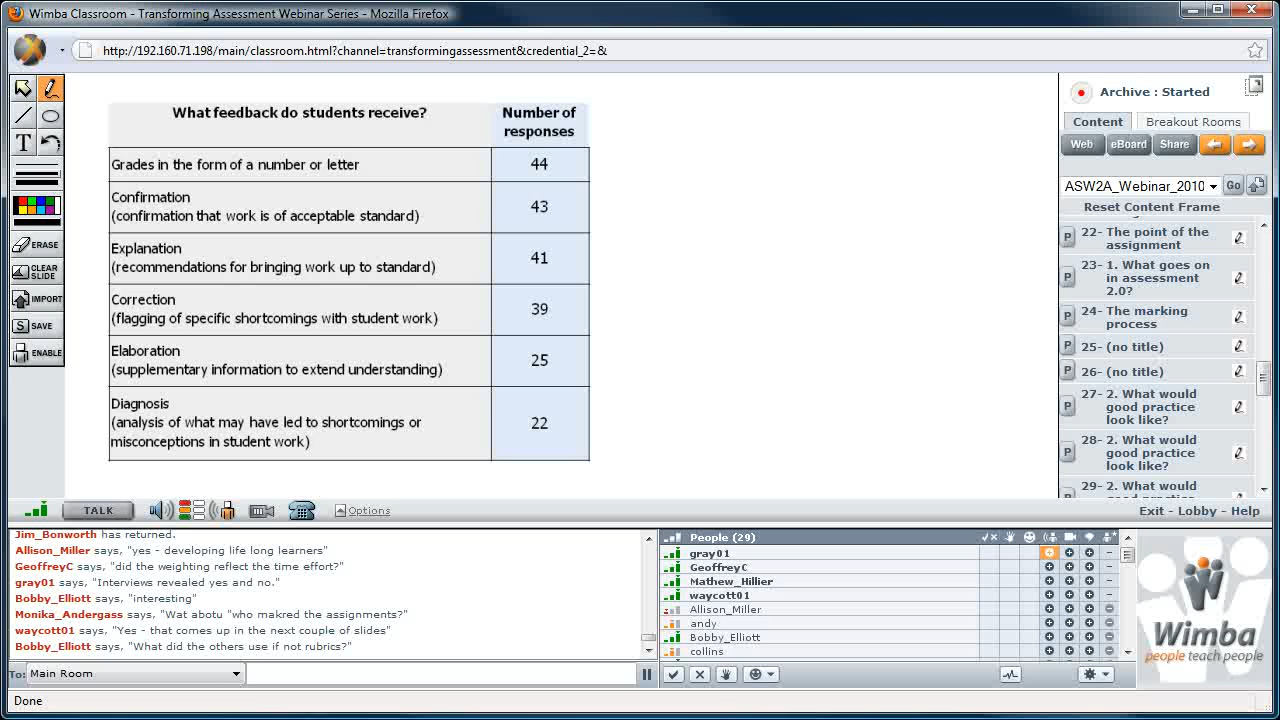 Wimba Classroom - Transforming Assessment Webinar Series - Mozilla Firefox
http://192.160.71.198/main/classroom.html?channel=transformingassessment&credential_2=&
What feedback do students receive?
Number of
responses
Grades in the form of a number or letter
44
Confirmation
(confirmation that work is of acceptable standard)
43
Explanation
(recommendations for bringing work up to standard)
41
Correction
(flagging of specific shortcomings with student work)
39
Elaboration
(supplementary information to extend understanding)
25
Diagnosis
(analysis of what may have led to shortcomings or
misconceptions in student work)
22
T
ERASE
CLEAR
SLIDE
IMPORT
S SAVE
ENABLE
Archive : Started
Content Breakout Rooms
Web eBoard Share
ASW2A_Webinar_2010 Go
Reset Content Frame
P 22- The point of the
assignment
P 23- 1. What goes on
in assessment
2.0?
P 24- The marking
process
P 25- (no title)
P 26- (no title)
P 27- 2. What would
good practice
look like?
P 28- 2. What would
good practice
look like?
P 29- 2. What would
TALK
Options
Exit - Lobby - Help
Jim_Bonworth has returned.
Allison_Miller says, "yes - developing life long learners"
GeoffreyC says, "did the weighting reflect the time effort?"
gray01 says, "Interviews revealed yes and no."
Bobby_Elliott says, "interesting"
Monika_Andergass says, "Wat abotu "who makred the assignments?"
waycott01 says, "Yes - that comes up in the next couple of slides"
Bobby_Elliott says, "What did the others use if not rubrics?"
To: Main Room
People (29)
gray01
GeoffreyC
Mathew_Hillier
waycott01
Allison_Miller
andy
Bobby_Elliott
collins
Wimba
people teach people
Done